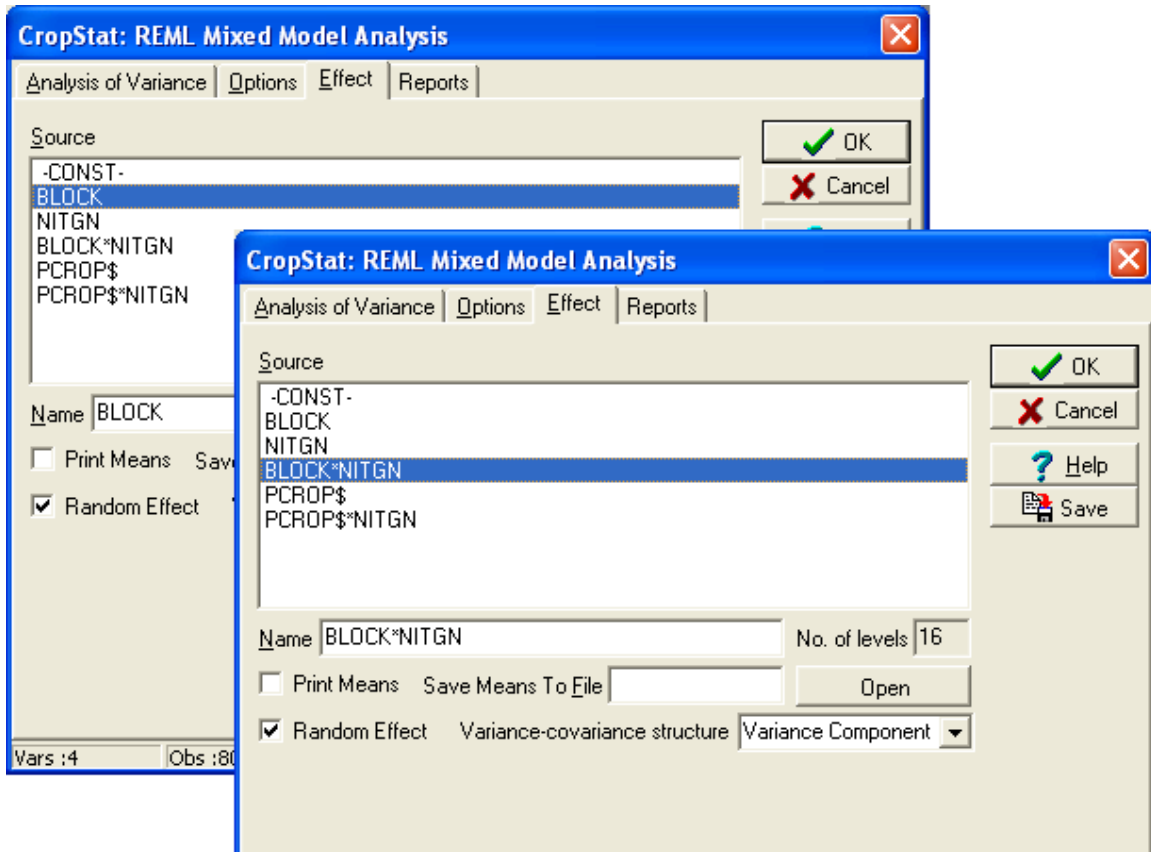 CropStat: REML Mixed Model Analysis
Analysis of Variance Options Effect Reports
Source
-CONST-
BLOCK
NITGN
BLOCK*NITGN
PCROP$
PCROP$*NITGN
OK
Cancel
Name BLOCK
Print Means
Random Effect
Vars :4 Obs :80
CropStat: REML Mixed Model Analysis
Analysis of Variance Options Effect Reports
Source
-CONST-
BLOCK
NITGN
BLOCK*NITGN
PCROP$
PCROP$*NITGN
OK
Cancel
Help
Save
Name BLOCK*NITGN No. of levels 16
Print Means Save Means To File Open
Random Effect Variance-covariance structure Variance Component